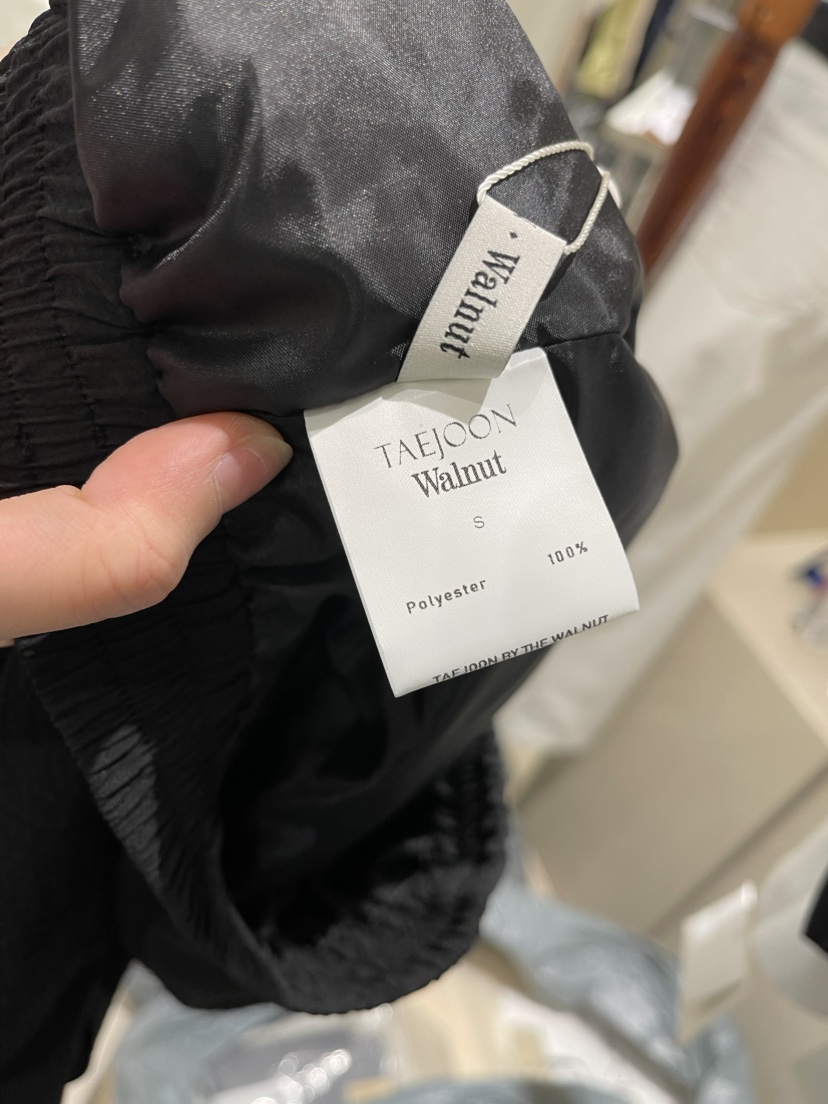 · Walnut
TAEJOON
Walnut
S
100%
Polyester
TAEJOON BY THE WALNUT